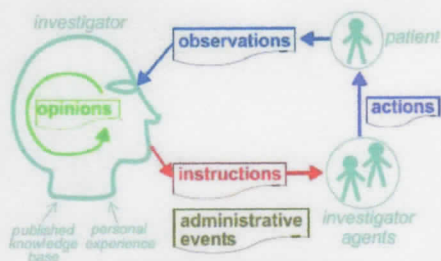 investigator
observations
patient
opinions
actions
instructions
administrative
events
investigator
agents
published
knowledge
base
personal
experience